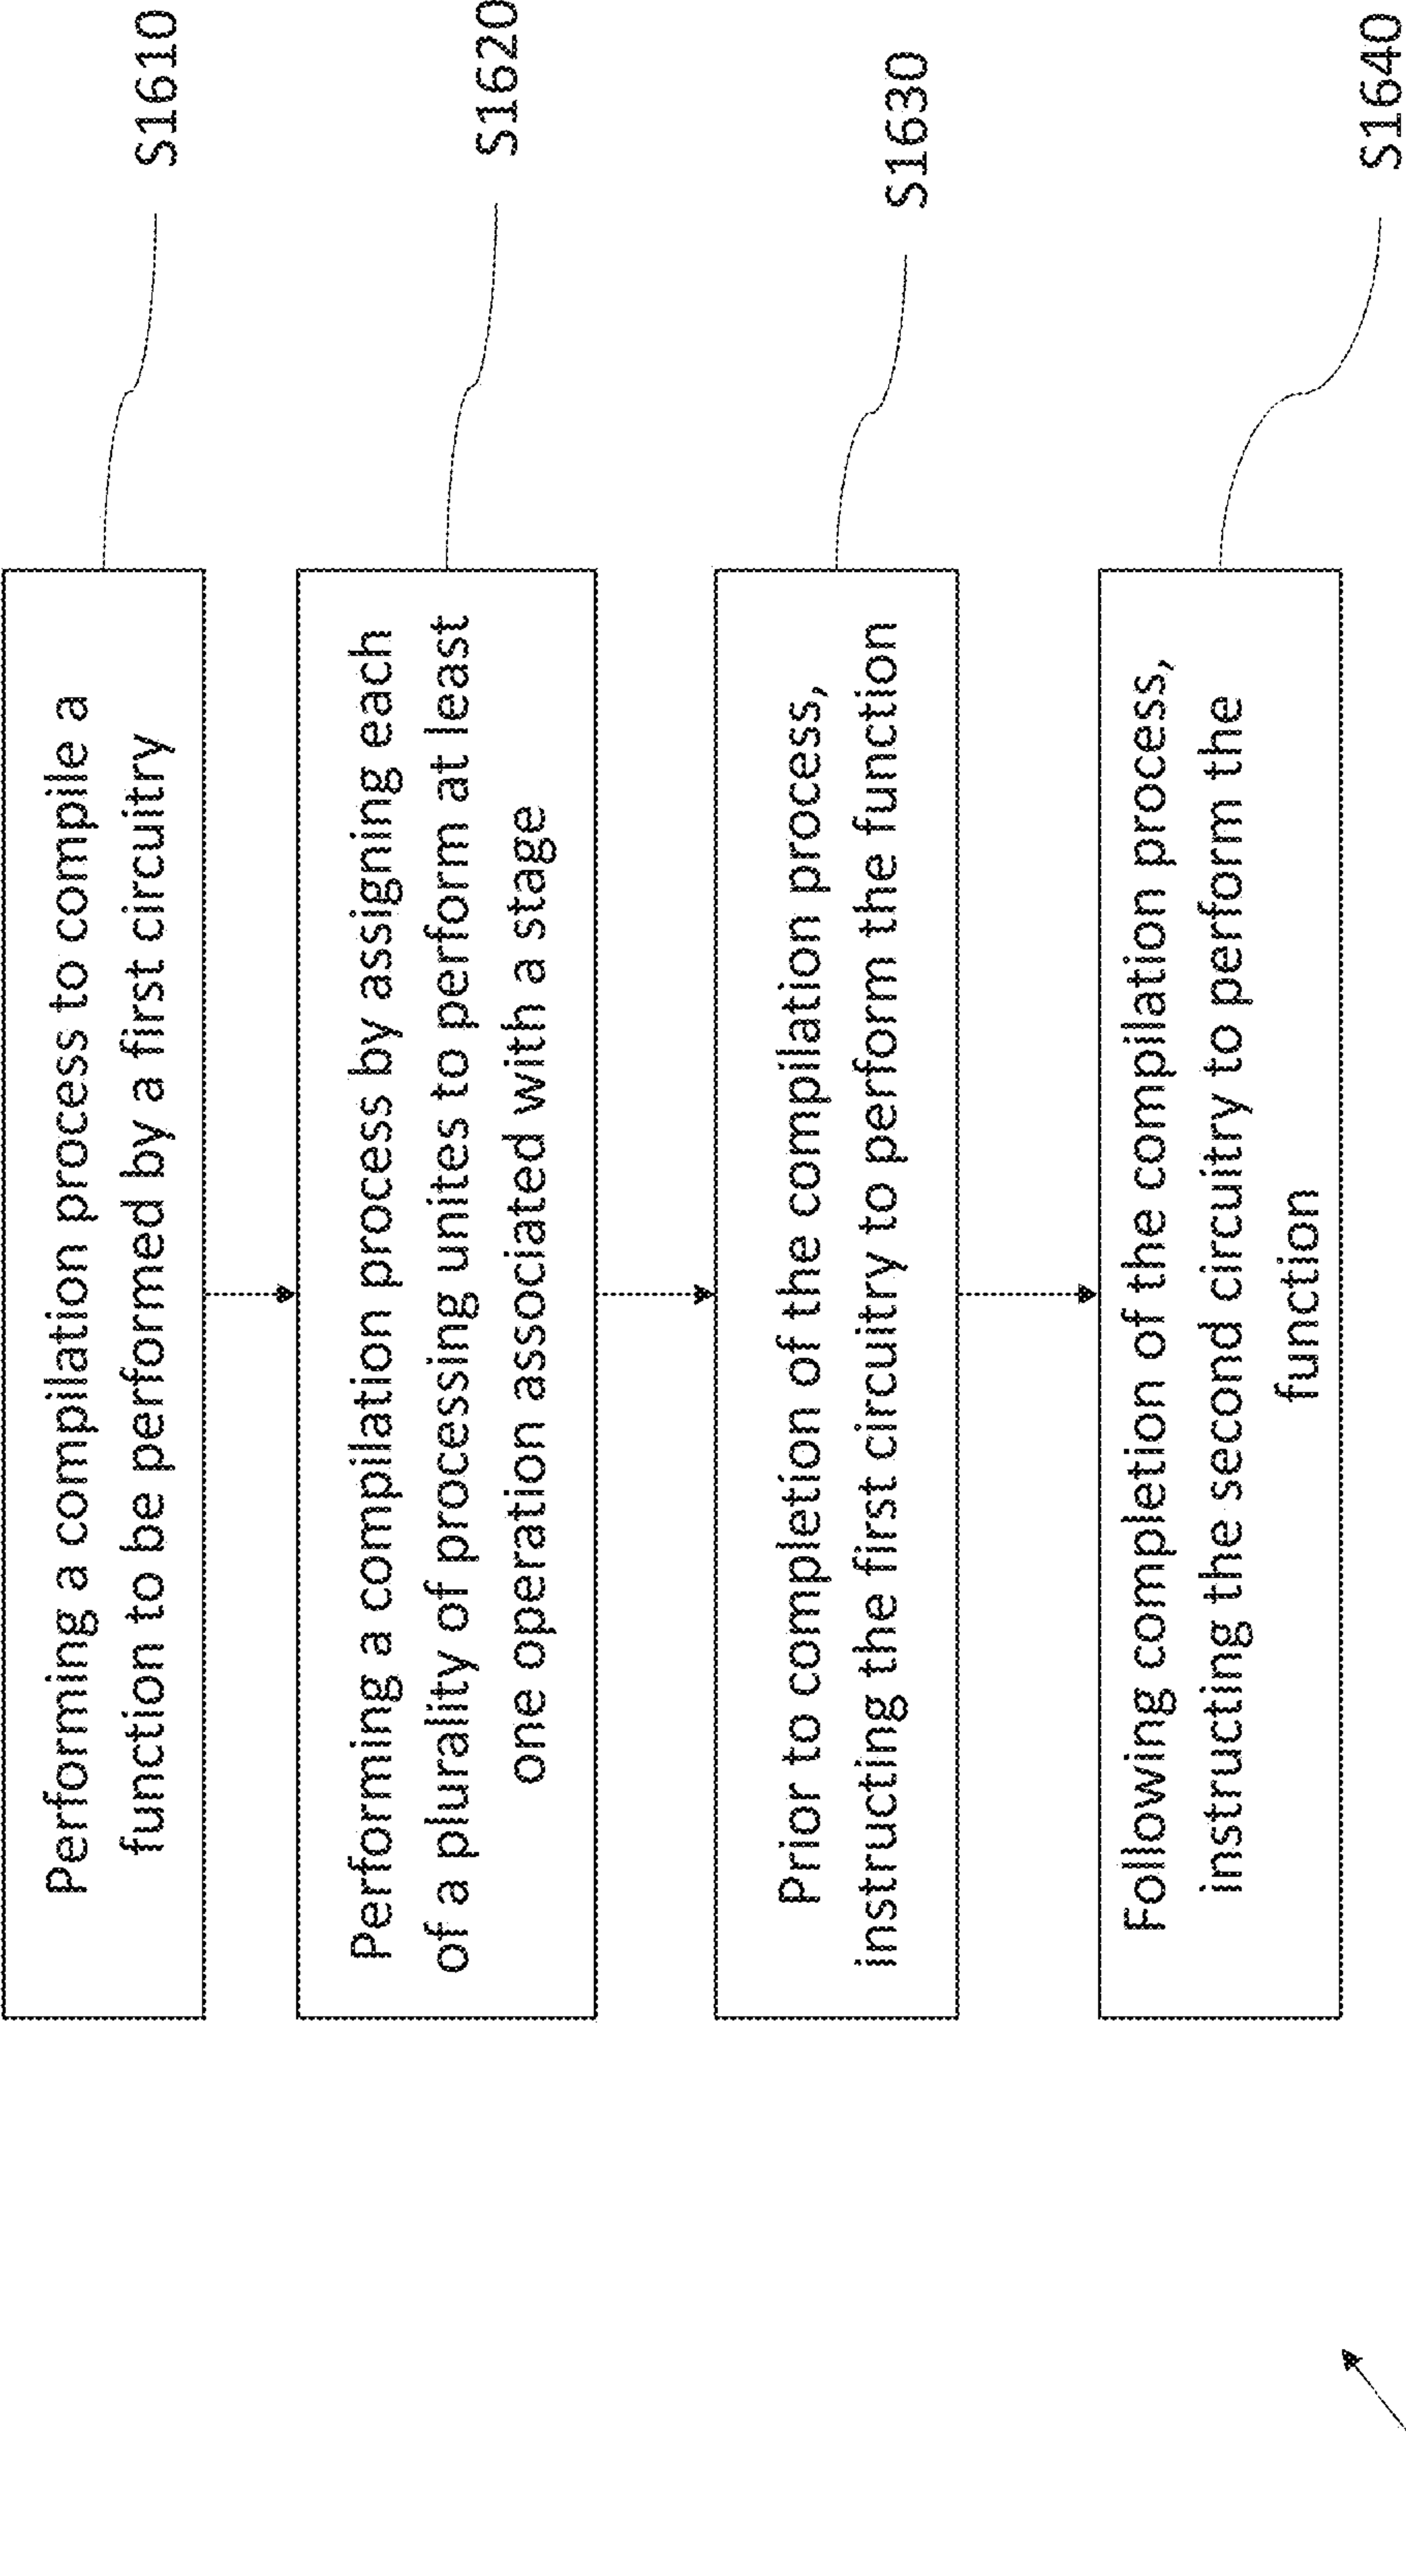 Performing a compilation process to compile a
function to be performed by a first circuitry
S1610
Performing a compilation process by assigning each
of a plurality of processing unites to perform at least
one operation associated with a stage
S1620
Prior to completion of the compilation process,
instructing the first circuitry to perform the function
S1630
Following completion of the compilation process,
instructing the second circuitry to perform the
function
S1640